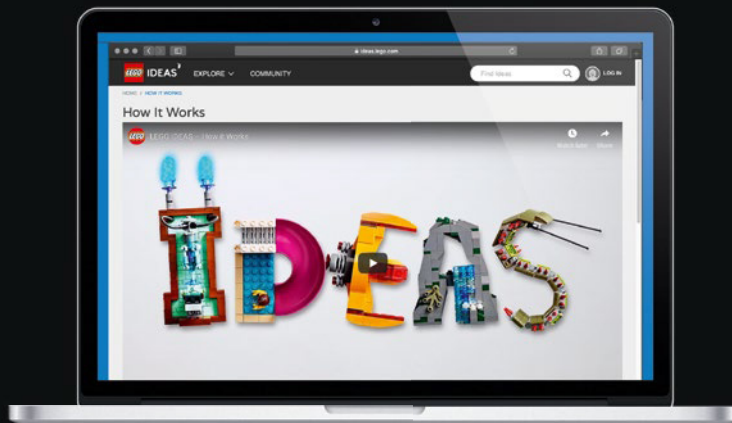 ideas.lego.com
LEGO IDEAS EXPLORE COMMUNITY Find Ideas LOG IN
HOME / HOW IT WORKS
How It Works
LEGO LEGO IDEAS - How it Works
Watch later Share
IDEAS